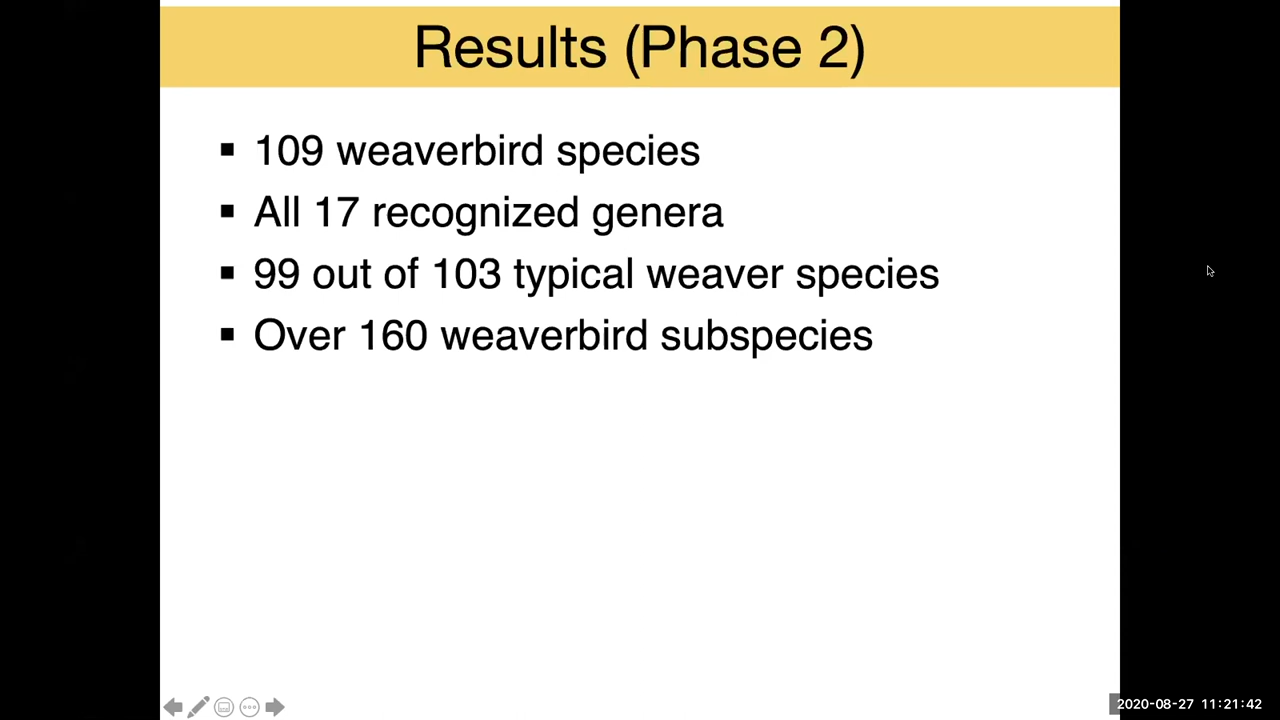 Results (Phase 2)
▪ 109 weaverbird species
▪ All 17 recognized genera
▪ 99 out of 103 typical weaver species
▪ Over 160 weaverbird subspecies
2020-08-27 11:21:42